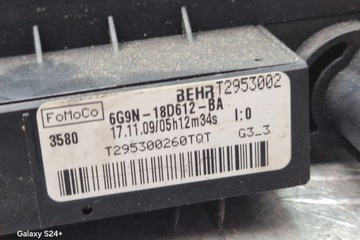 BEHR T2953002
FoMoCo
6G9N-18D612-BA
17.11.09/05h12m34s I:0
3580
T295300260TQT G3_3
Galaxy S24+